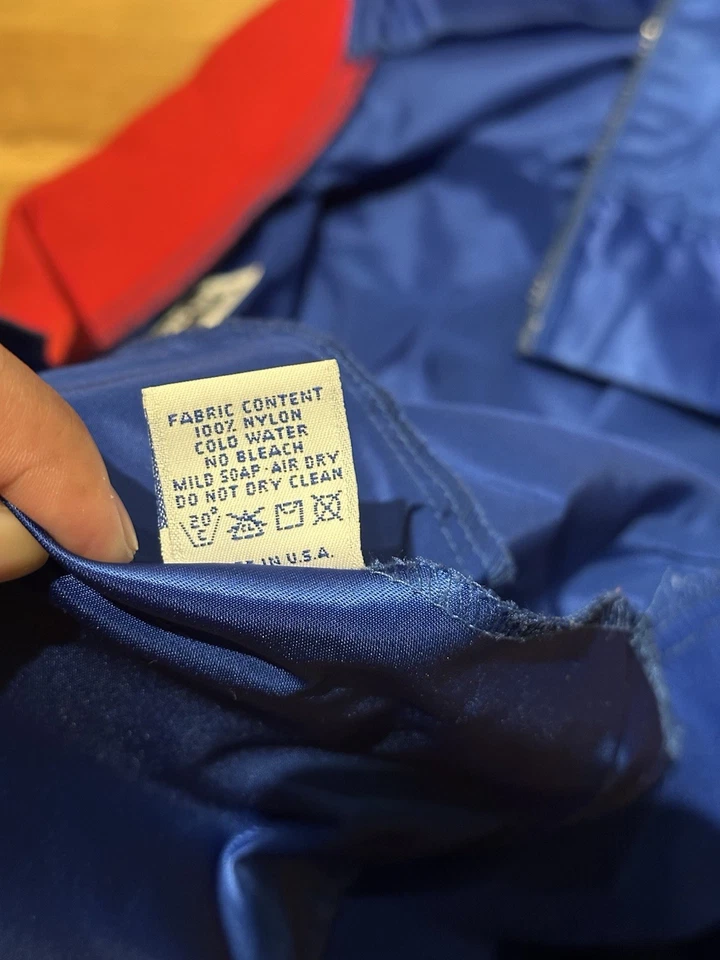 FABRIC CONTENT
100% NYLON
COLD WATER
NO BLEACH
MILD SOAP·AIR DRY
DO NOT DRY CLEAN
20°
C
IN U.S.A.